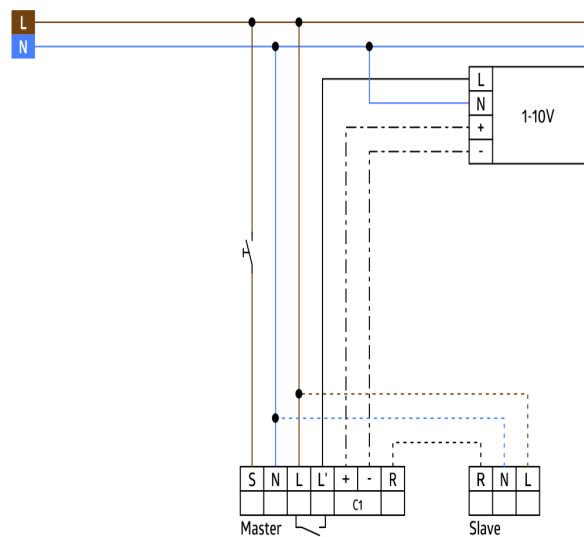 L
N
L
N
+
-
1-10V
S N L L' + - R
C1
Master
R N L
Slave